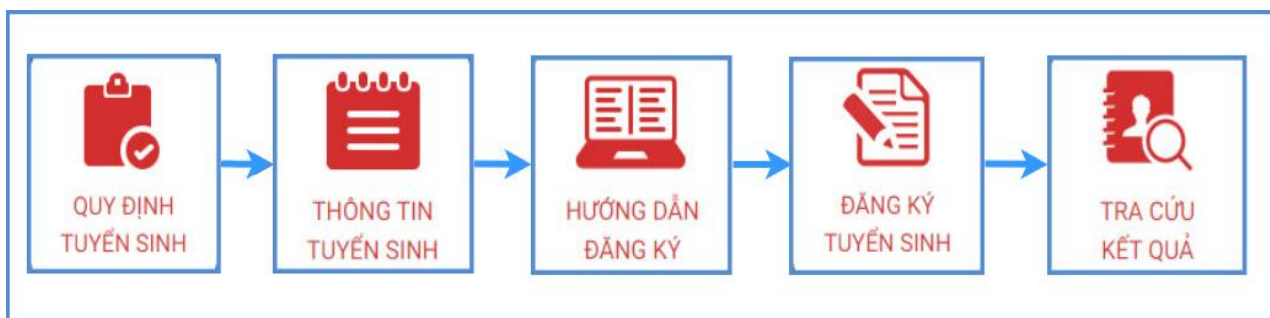 QUY ĐỊNH
TUYỂN SINH
THÔNG TIN
TUYỂN SINH
HƯỚNG DẪN
ĐĂNG KÝ
ĐĂNG KÝ
TUYỂN SINH
TRA CỨU
KẾT QUẢ